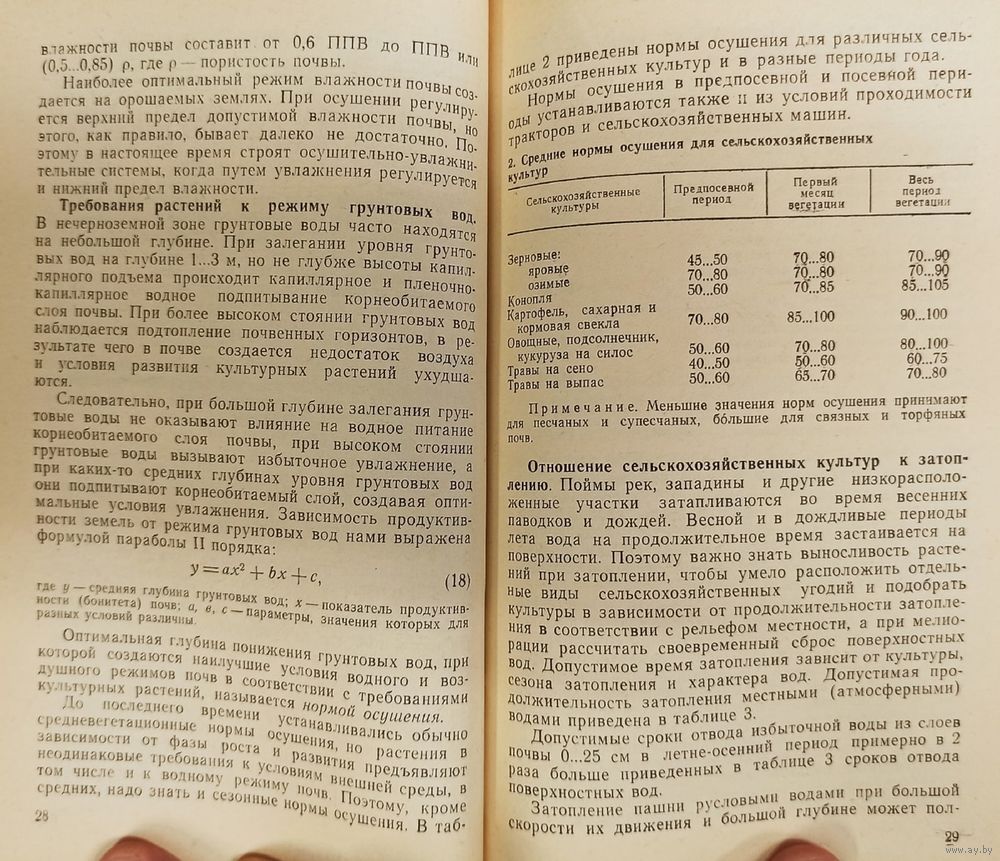 влажности почвы составит от 0,6 ППВ до ППВ или
(0,5...0,85) ρ, где ρ — пористость почвы.
Наиболее оптимальный режим влажности почвы соз-
дается на орошаемых землях. При осушении регулиру-
ется верхний предел допустимой влажности почвы, но
этого, как правило, бывает далеко не достаточно. По-
этому в настоящее время строят осушительно-увлажни-
тельные системы, когда путем увлажнения регулируется
и нижний предел влажности.
Требования растений к режиму грунтовых вод.
В нечерноземной зоне грунтовые воды часто находятся
на небольшой глубине. При залегании уровня грунто-
вых вод на глубине 1...3 м, но не глубже высоты капил-
лярного подъема происходит капиллярное и пленочно-
капиллярное водное подпитывание корнеобитаемого
слоя почвы. При более высоком стоянии грунтовых вод
наблюдается подтопление почвенных горизонтов, в ре-
зультате чего в почве создается недостаток воздуха
и условия развития культурных растений ухудша-
ются.
Следовательно, при большой глубине залегания грун-
товые воды не оказывают влияние на водное питание
корнеобитаемого слоя почвы, при высоком стоянии
грунтовые воды вызывают избыточное увлажнение, а
при каких-то средних глубинах уровня грунтовых вод
они подпитывают корнеобитаемый слой, создавая опти-
мальные условия увлажнения. Зависимость продуктив-
ности земель от режима грунтовых вод нами выражена
формулой параболы II порядка:
y = ax² + bx + c, (18)
где y — средняя глубина грунтовых вод; x — показатель продуктив-
ности (бонитета) почв; а, в, с — параметры, значения которых для
разных условий различны.
Оптимальная глубина понижения грунтовых вод, при
которой создаются наилучшие условия водного и воз-
душного режимов почв в соответствии с требованиями
культурных растений, называется нормой осушения.
До последнего времени устанавливались обычно
средневегетационные нормы осушения, но растения в
зависимости от фазы роста и развития предъявляют
неодинаковые требования к условиям внешней среды, в
том числе и к водному режиму почв. Поэтому, кроме
средних, надо знать и сезонные нормы осушения. В таб-
28
лице 2 приведены нормы осушения для различных сель-
скохозяйственных культур и в разные периоды года.
Нормы осушения в предпосевной и посевной пери-
оды устанавливаются также и из условий проходимости
тракторов и сельскохозяйственных машин.
2. Средние нормы осушения для сельскохозяйственных
культур
Сельскохозяйственные культуры | Предпосевной период | Первый месяц вегетации | Весь период вегетации
Зерновые:
яровые 45...50 70...80 70...90
озимые 70...80 70...80 70...90
Конопля 50...60 70...85 85...105
Картофель, сахарная и
кормовая свекла 70...80 85...100 90...100
Овощные, подсолнечник,
кукуруза на силос 50...60 70...80 80...100
Травы на сено 40...50 50...60 60...75
Травы на выпас 50...60 65...70 70...80
Примечание. Меньшие значения норм осушения принимают
для песчаных и супесчаных, бо́льшие для связных и торфяных
почв.
Отношение сельскохозяйственных культур к затоп-
лению. Поймы рек, западины и другие низкорасполо-
женные участки затапливаются во время весенних
паводков и дождей. Весной и в дождливые периоды
лета вода на продолжительное время застаивается на
поверхности. Поэтому важно знать выносливость расте-
ний при затоплении, чтобы умело расположить отдель-
ные виды сельскохозяйственных угодий и подобрать
культуры в зависимости от продолжительности затопле-
ния в соответствии с рельефом местности, а при мелио-
рации рассчитать своевременный сброс поверхностных
вод. Допустимое время затопления зависит от культуры,
сезона затопления и характера вод. Допустимая про-
должительность затопления местными (атмосферными)
водами приведена в таблице 3.
Допустимые сроки отвода избыточной воды из слоев
почвы 0...25 см в летне-осенний период примерно в 2
раза больше приведенных в таблице 3 сроков отвода
поверхностных вод.
Затопление пашни русловыми водами при большой
скорости их движения и большой глубине может пол-
29
www.ay.by